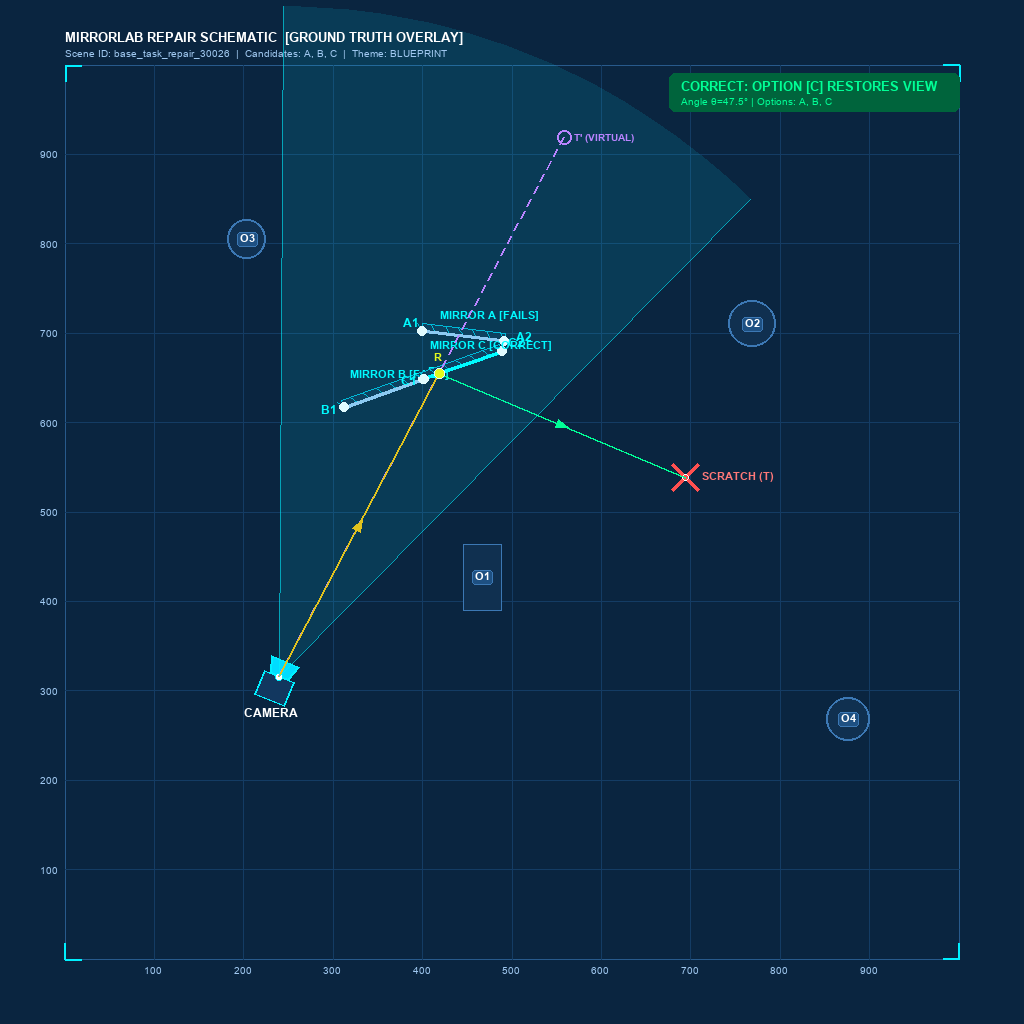 MIRRORLAB REPAIR SCHEMATIC [GROUND TRUTH OVERLAY]
Scene ID: base_task_repair_30026 | Candidates: A, B, C | Theme: BLUEPRINT
CORRECT: OPTION [C] RESTORES VIEW
Angle θ=47.5° | Options: A, B, C
T' (VIRTUAL)
900
O3
800
MIRROR A [FAILS]
A1
O2
700
A2
MIRROR C [CORRECT]
R
MIRROR B
B1
600
SCRATCH (T)
500
O1
400
300
CAMERA
O4
200
100
100 200 300 400 500 600 700 800 900